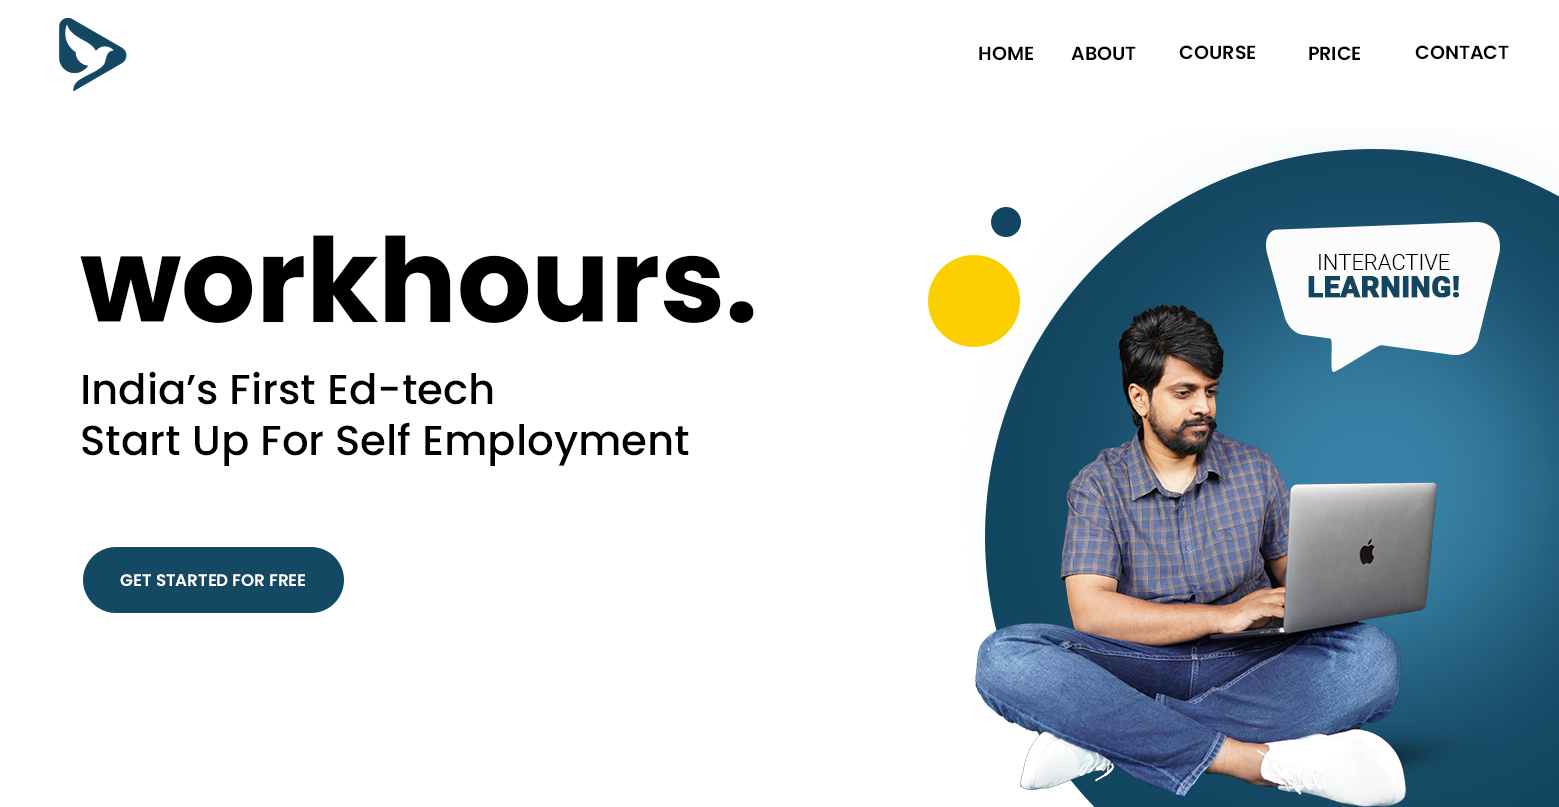 HOME ABOUT COURSE PRICE CONTACT
workhours.
India’s First Ed-tech
Start Up For Self Employment
GET STARTED FOR FREE
INTERACTIVE
LEARNING!